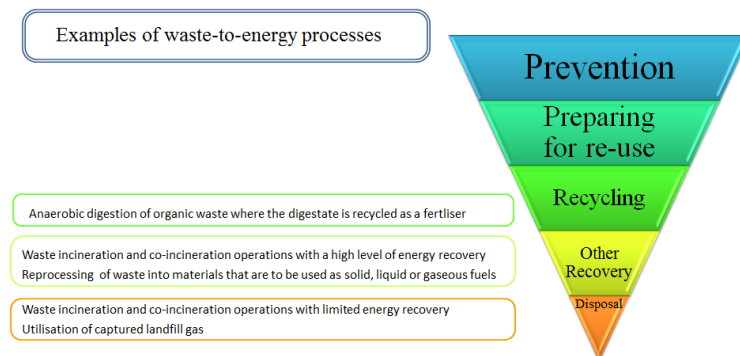 Examples of waste-to-energy processes
Prevention
Preparing
for re-use
Recycling
Anaerobic digestion of organic waste where the digestate is recycled as a fertliser
Other
Recovery
Waste incineration and co-incineration operations with a high level of energy recovery
Reprocessing of waste into materials that are to be used as solid, liquid or gaseous fuels
Disposal
Waste incineration and co-incineration operations with limited energy recovery
Utilisation of captured landfill gas